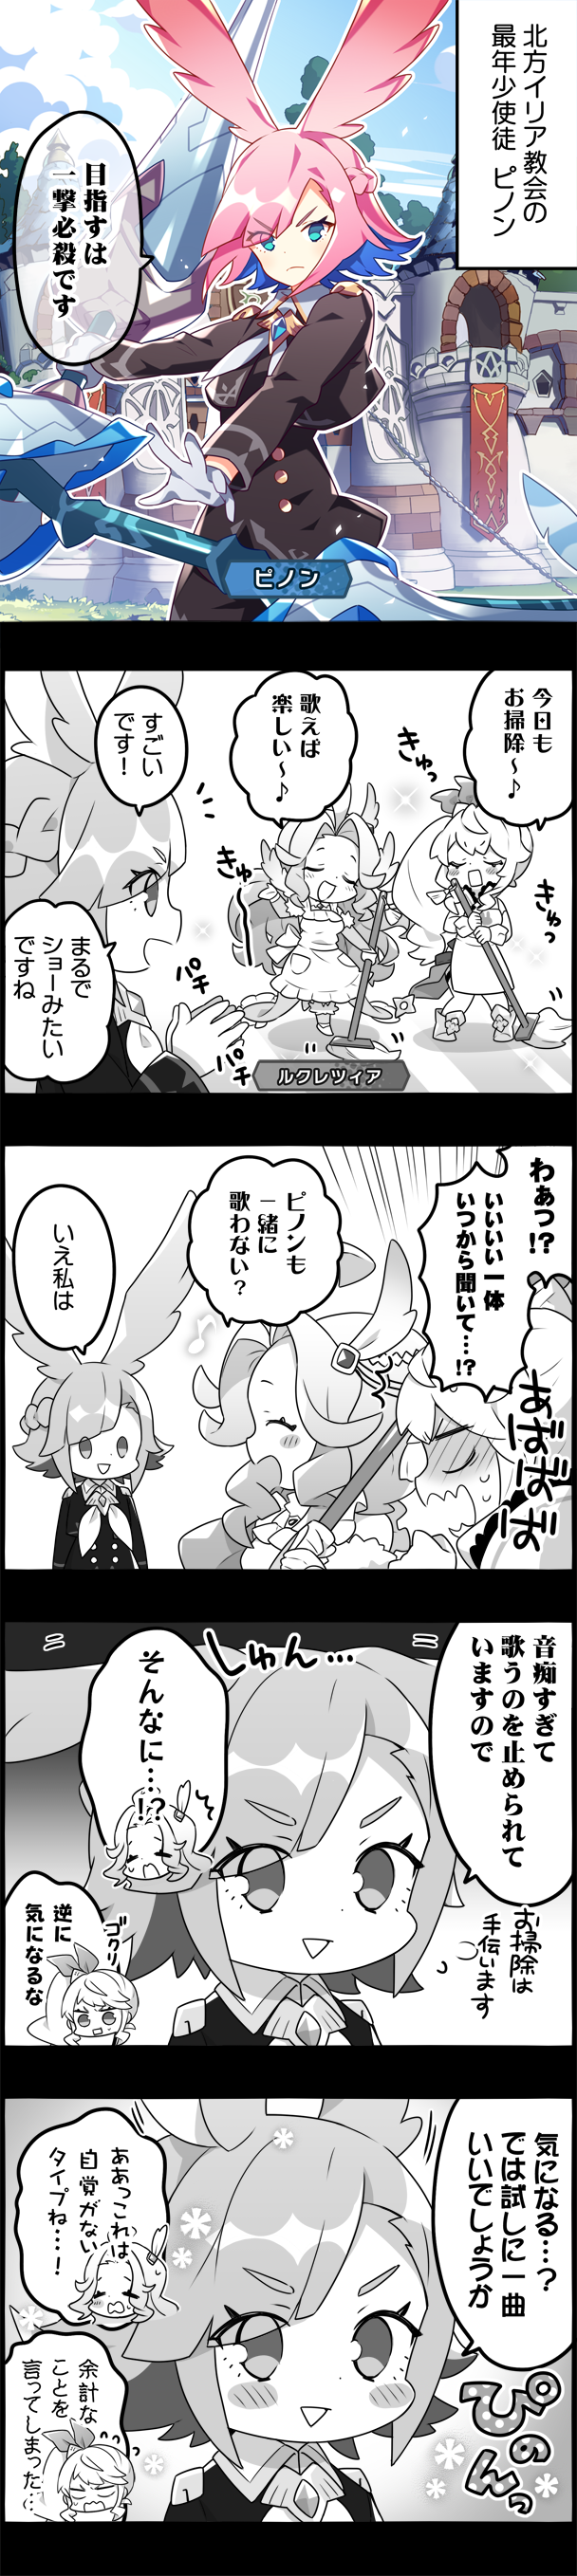 北方イリア教会の
最年少使徒 ピノン
目指すは
一撃必殺です
ピノン
今日も
お掃除～♪
きゅっ
きゅっ
歌えば
楽しい～♪
きゅ～
すごい
です！
まるで
ショーみたい
ですね
パチ
パチ
ルクレツィア
わぁっ!?
いいいい一体
いつから聞いて…!?
あばばば
ピノンも
一緒に
歌わない？
いえ私は
音痴すぎて
歌うのを止められて
いますので
しゅん…
お掃除は
手伝います
そんなに…!?
ゴクリ
逆に
気になるな
気になる…？
では試しに一曲
いいでしょうか
ぴのんっ
ああっこれは
自覚がない
タイプね…！
余計な
ことを
言ってしまった…